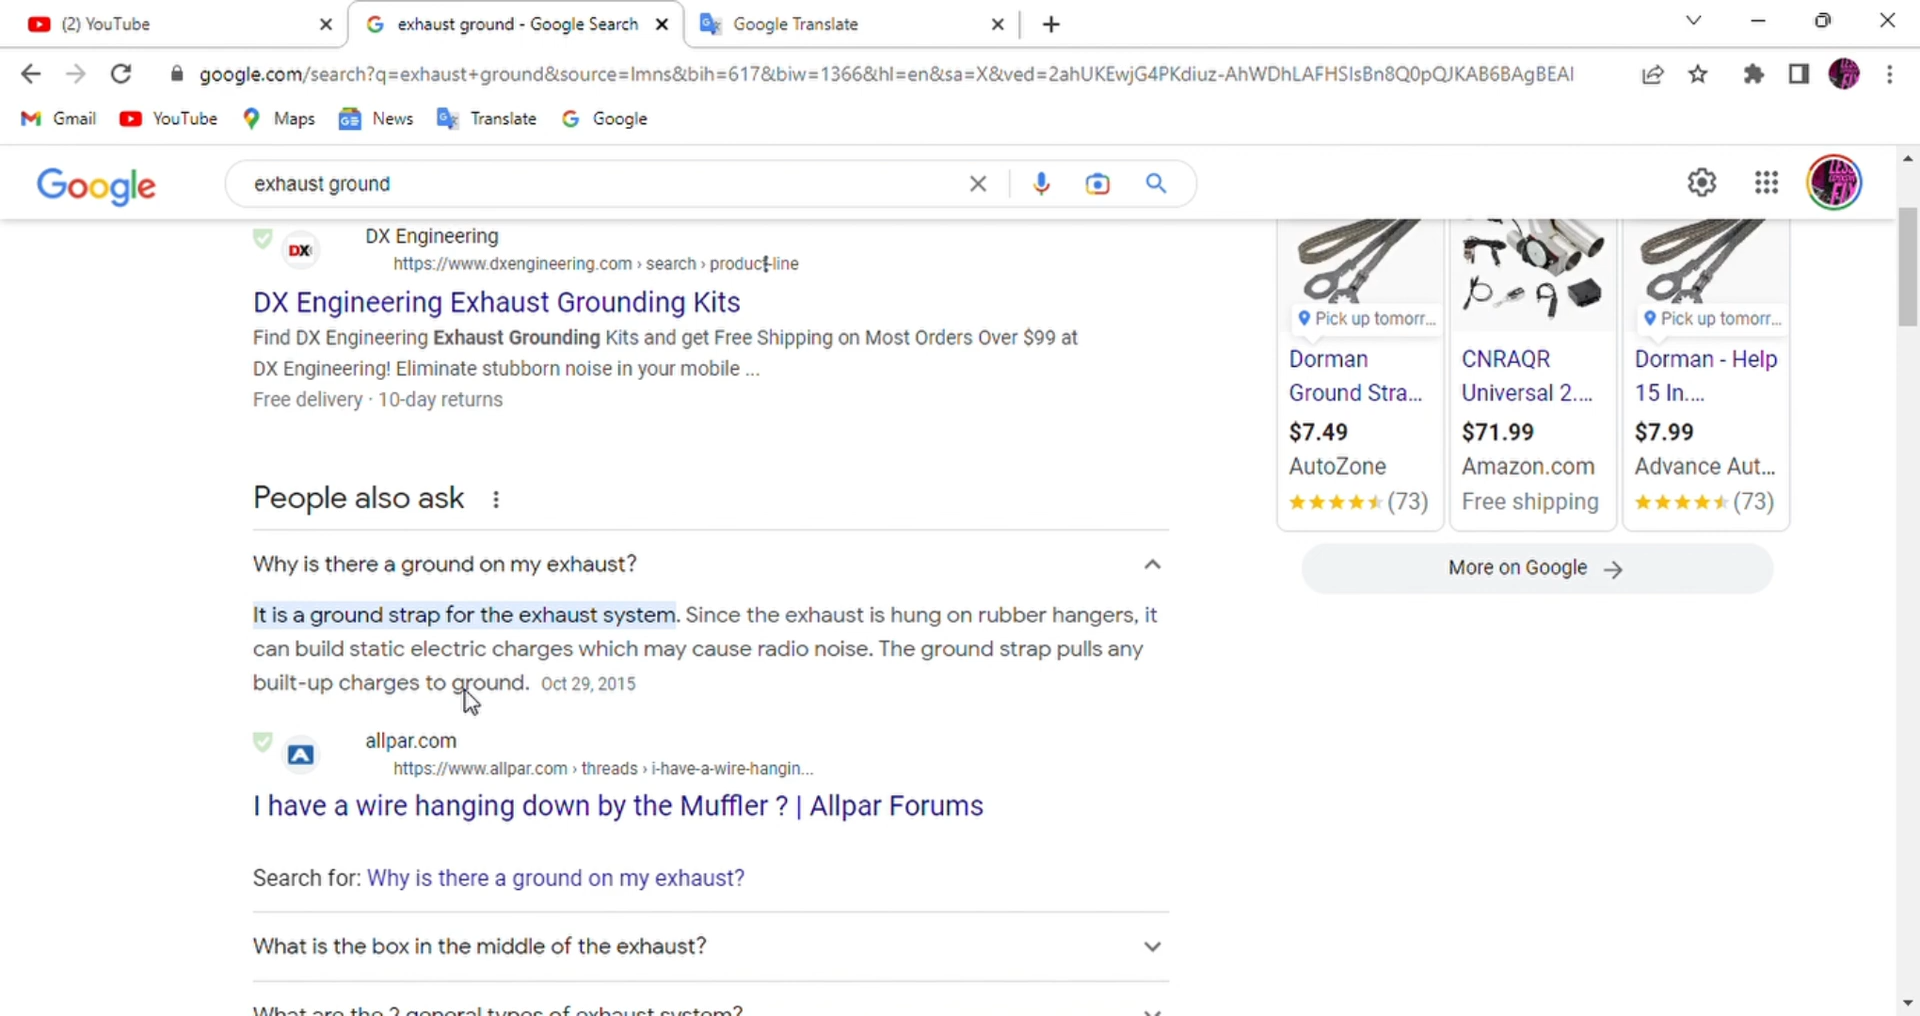 (2) YouTube
exhaust ground - Google Search
Google Translate
google.com/search?q=exhaust+ground&source=lmns&bih=617&biw=1366&hl=en&sa=X&ved=2ahUKEwjG4PKdiuz-AhWDhLAFHSIsBn8Q0pQJKAB6BAgBEAI
Gmail YouTube Maps News Translate Google
Google
exhaust ground
DX
DX Engineering
https://www.dxengineering.com › search › product-line
DX Engineering Exhaust Grounding Kits
Find DX Engineering Exhaust Grounding Kits and get Free Shipping on Most Orders Over $99 at
DX Engineering! Eliminate stubborn noise in your mobile ...
Free delivery · 10-day returns
People also ask
Why is there a ground on my exhaust?
It is a ground strap for the exhaust system. Since the exhaust is hung on rubber hangers, it
can build static electric charges which may cause radio noise. The ground strap pulls any
built-up charges to ground. Oct 29, 2015
allpar.com
https://www.allpar.com › threads › i-have-a-wire-hangin...
I have a wire hanging down by the Muffler ? | Allpar Forums
Search for: Why is there a ground on my exhaust?
What is the box in the middle of the exhaust?
What are the 2 general types of exhaust system?
Pick up tomorr...
Dorman
Ground Stra...
$7.49
AutoZone
(73)
CNRAQR
Universal 2....
$71.99
Amazon.com
Free shipping
Pick up tomorr...
Dorman - Help
15 In....
$7.99
Advance Aut...
(73)
More on Google